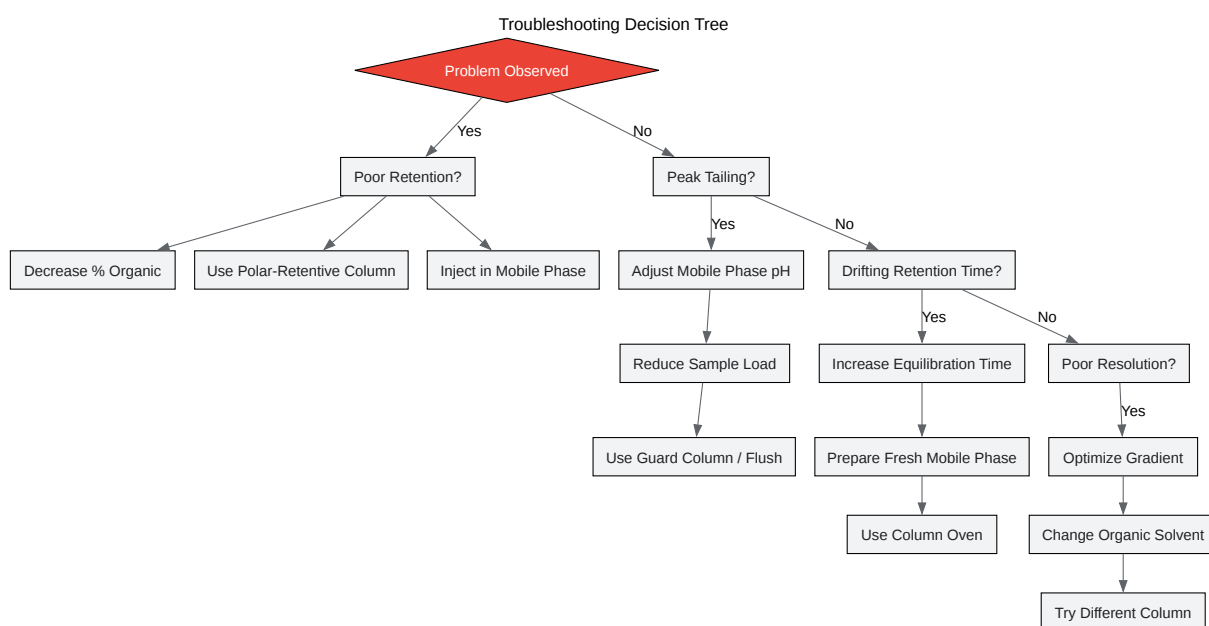 Troubleshooting Decision Tree
Problem Observed
Yes
No
Poor Retention?
Peak Tailing?
Yes
No
Decrease % Organic
Use Polar-Retentive Column
Inject in Mobile Phase
Adjust Mobile Phase pH
Drifting Retention Time?
Yes
No
Reduce Sample Load
Increase Equilibration Time
Poor Resolution?
Yes
Use Guard Column / Flush
Prepare Fresh Mobile Phase
Optimize Gradient
Use Column Oven
Change Organic Solvent
Try Different Column